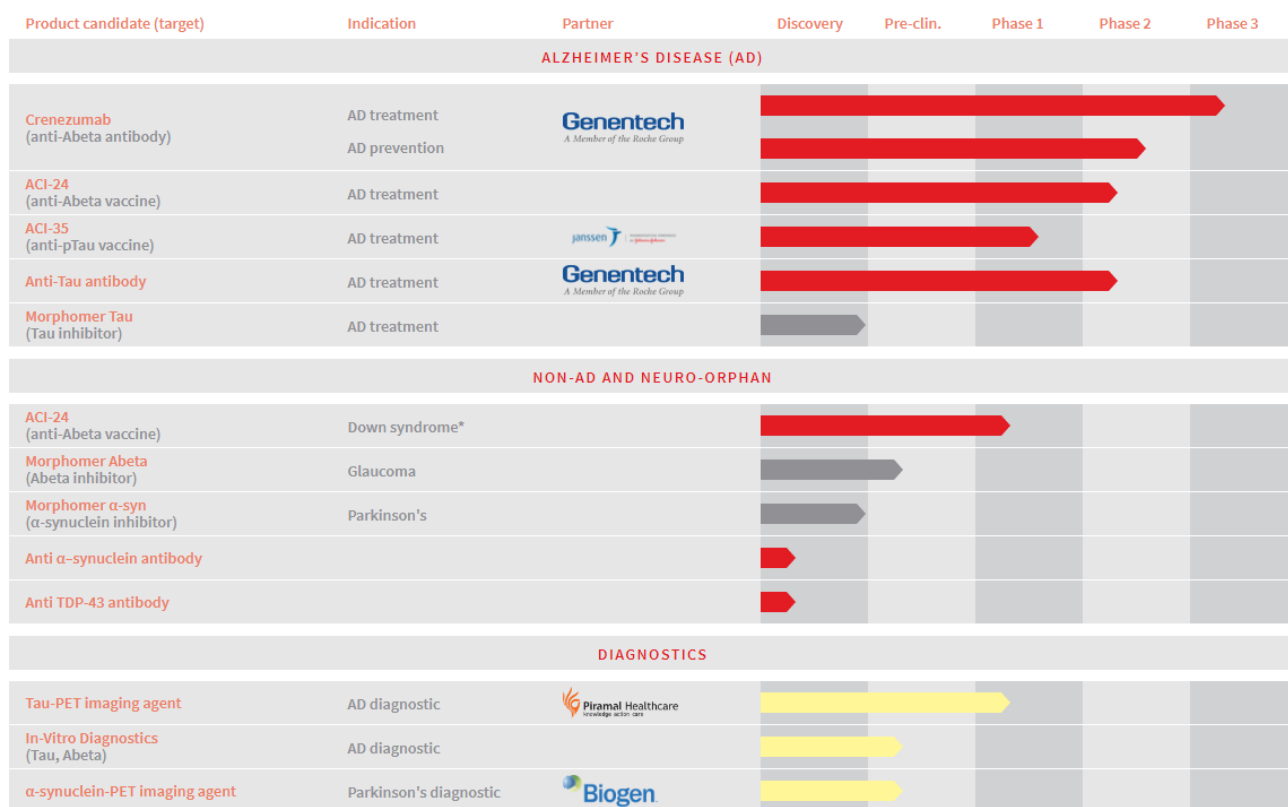 Product candidate (target) Indication Partner Discovery Pre-clin. Phase 1 Phase 2 Phase 3
ALZHEIMER'S DISEASE (AD)
Crenezumab
(anti-Abeta antibody)
AD treatment
AD prevention
Genentech
A Member of the Roche Group
ACI-24
(anti-Abeta vaccine)
AD treatment
ACI-35
(anti-pTau vaccine)
AD treatment
janssen
Anti-Tau antibody
AD treatment
Genentech
A Member of the Roche Group
Morphomer Tau
(Tau inhibitor)
AD treatment
NON-AD AND NEURO-ORPHAN
ACI-24
(anti-Abeta vaccine)
Down syndrome*
Morphomer Abeta
(Abeta inhibitor)
Glaucoma
Morphomer α-syn
(α-synuclein inhibitor)
Parkinson's
Anti α–synuclein antibody
Anti TDP-43 antibody
DIAGNOSTICS
Tau-PET imaging agent
AD diagnostic
Piramal Healthcare
knowledge action care
In-Vitro Diagnostics
(Tau, Abeta)
AD diagnostic
α-synuclein-PET imaging agent
Parkinson's diagnostic
Biogen